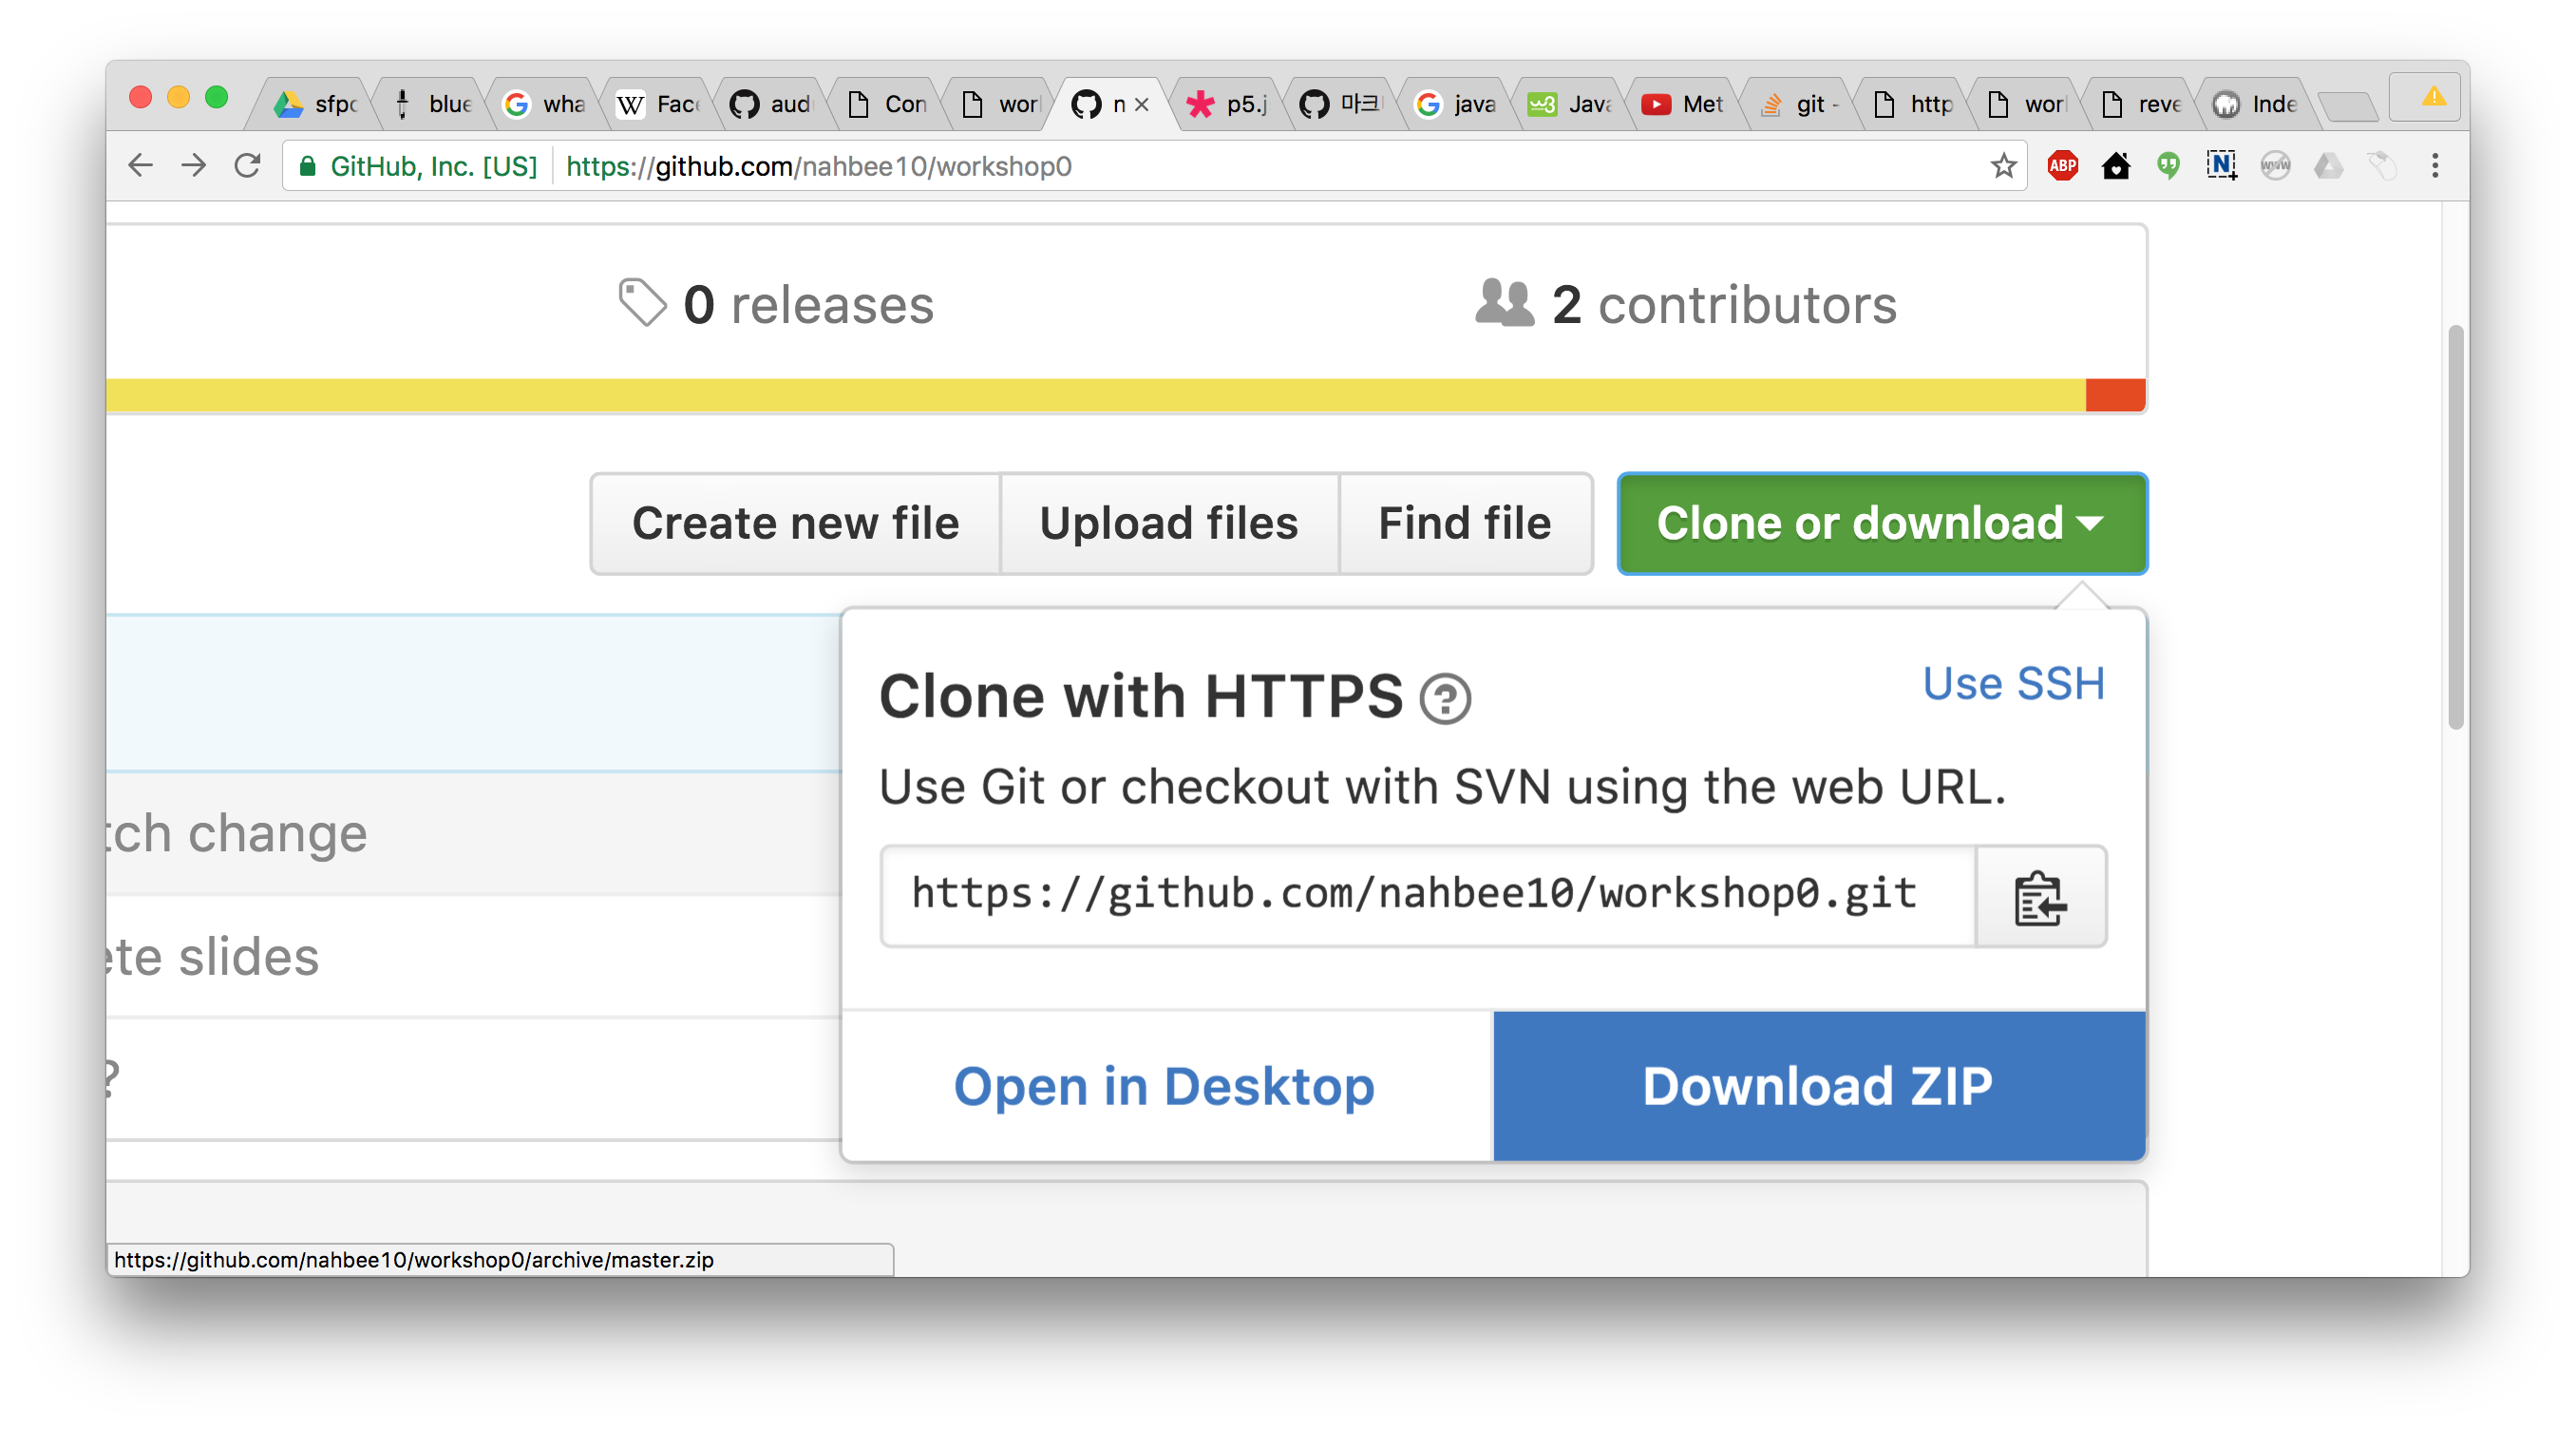 sfpc blue wha W Fac aud Con wor n p5.j 마크 java w3 Java Met git - http wor reve Inde
GitHub, Inc. [US] https://github.com/nahbee10/workshop0 ABP N www
0 releases 2 contributors
Create new file Upload files Find file Clone or download
Clone with HTTPS ? Use SSH
Use Git or checkout with SVN using the web URL.
tch change
https://github.com/nahbee10/workshop0.git
ete slides
?
Open in Desktop Download ZIP
https://github.com/nahbee10/workshop0/archive/master.zip